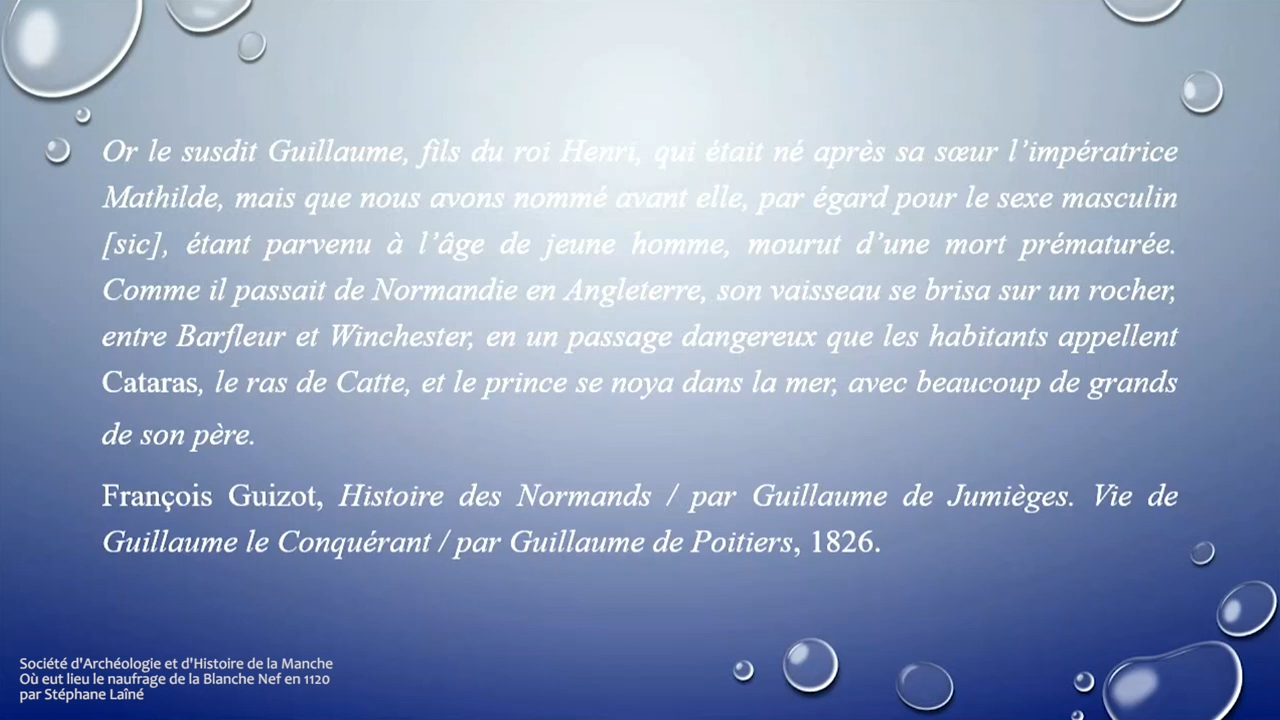 Or le susdit Guillaume, fils du roi Henri, qui était né après sa sœur l’impératrice
Mathilde, mais que nous avons nommé avant elle, par égard pour le sexe masculin
[sic], étant parvenu à l’âge de jeune homme, mourut d’une mort prématurée.
Comme il passait de Normandie en Angleterre, son vaisseau se brisa sur un rocher,
entre Barfleur et Winchester, en un passage dangereux que les habitants appellent
Cataras, le ras de Catte, et le prince se noya dans la mer, avec beaucoup de grands
de son père.
François Guizot, Histoire des Normands / par Guillaume de Jumièges. Vie de
Guillaume le Conquérant / par Guillaume de Poitiers, 1826.
Société d'Archéologie et d'Histoire de la Manche
Où eut lieu le naufrage de la Blanche Nef en 1120
par Stéphane Laîné